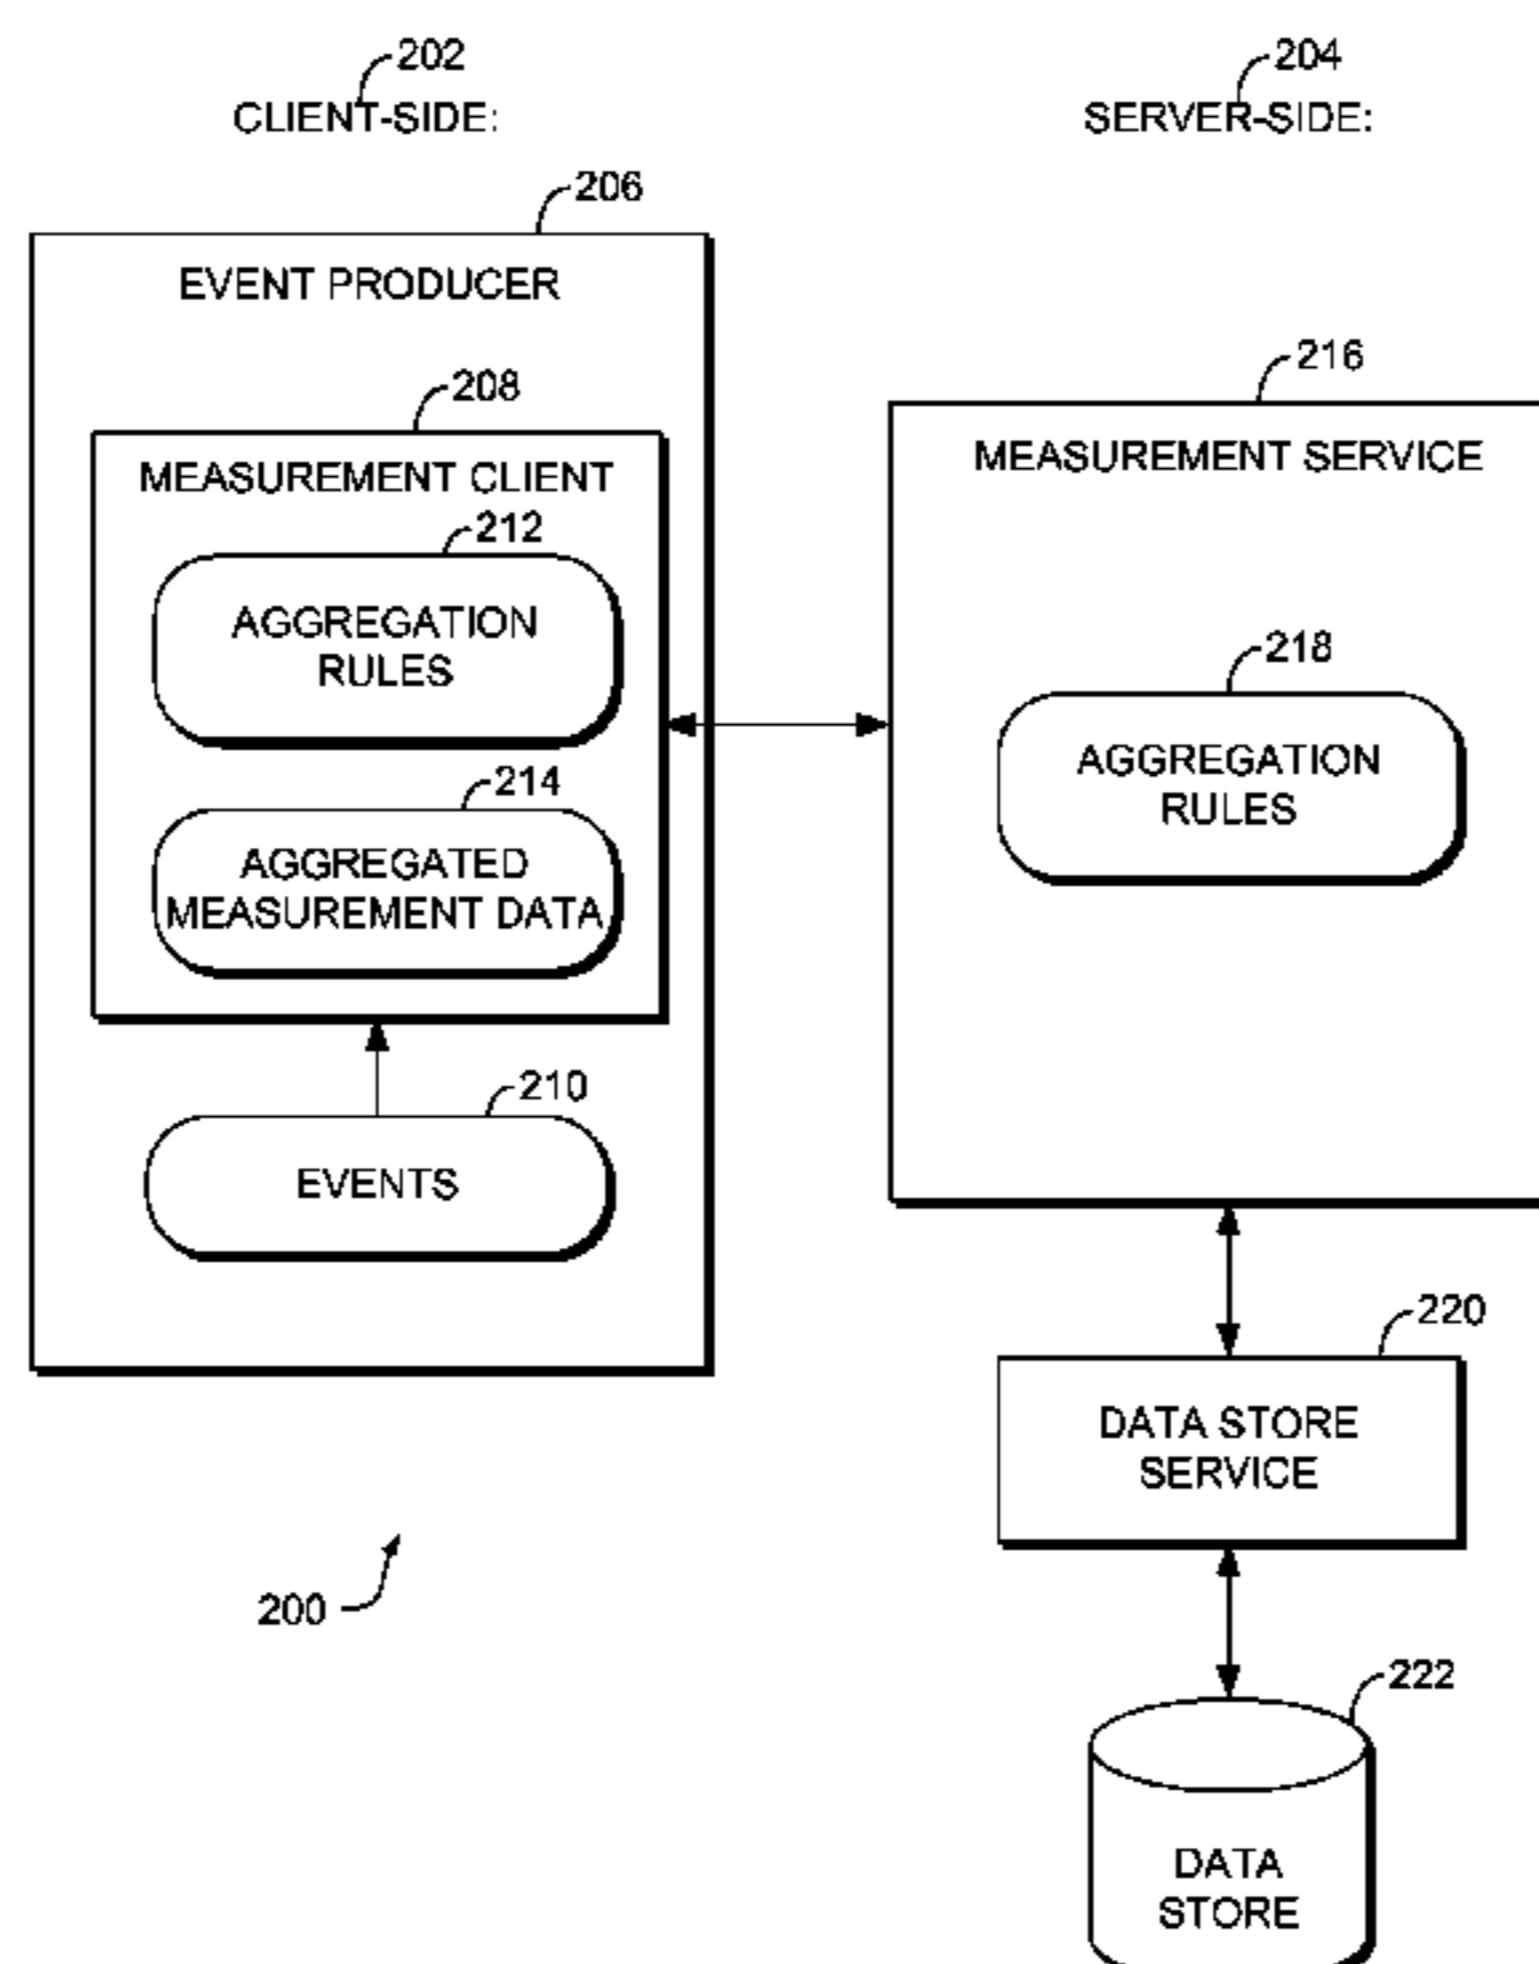 202
204
CLIENT-SIDE:
SERVER-SIDE:
206
EVENT PRODUCER
216
208
MEASUREMENT SERVICE
MEASUREMENT CLIENT
212
AGGREGATION
RULES
218
AGGREGATION
RULES
214
AGGREGATED
MEASUREMENT DATA
210
EVENTS
220
DATA STORE
SERVICE
200
222
DATA
STORE